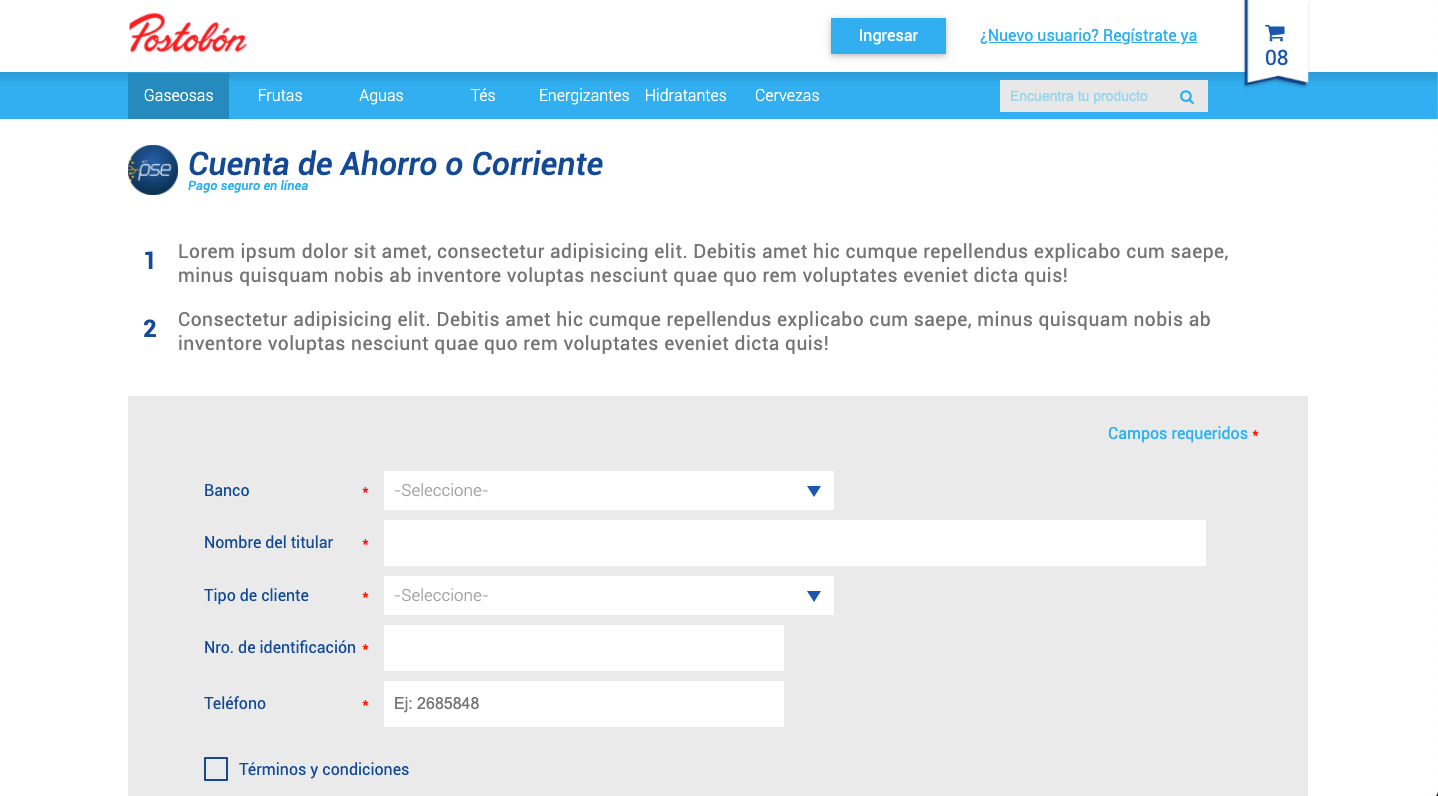 Postobón
Ingresar
¿Nuevo usuario? Regístrate ya
08
Gaseosas Frutas Aguas Tés Energizantes Hidratantes Cervezas
Encuentra tu producto
pse
Cuenta de Ahorro o Corriente
Pago seguro en línea
1
Lorem ipsum dolor sit amet, consectetur adipisicing elit. Debitis amet hic cumque repellendus explicabo cum saepe,
minus quisquam nobis ab inventore voluptas nesciunt quae quo rem voluptates eveniet dicta quis!
2
Consectetur adipisicing elit. Debitis amet hic cumque repellendus explicabo cum saepe, minus quisquam nobis ab
inventore voluptas nesciunt quae quo rem voluptates eveniet dicta quis!
Campos requeridos *
Banco * -Seleccione-
Nombre del titular *
Tipo de cliente * -Seleccione-
Nro. de identificación *
Teléfono * Ej: 2685848
Términos y condiciones